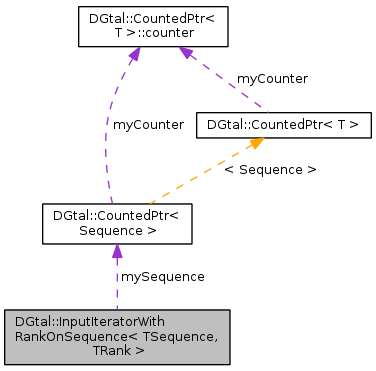 DGtal::CountedPtr<
T >::counter
myCounter
myCounter
DGtal::CountedPtr< T >
< Sequence >
DGtal::CountedPtr<
Sequence >
mySequence
DGtal::InputIteratorWith
RankOnSequence< TSequence,
TRank >